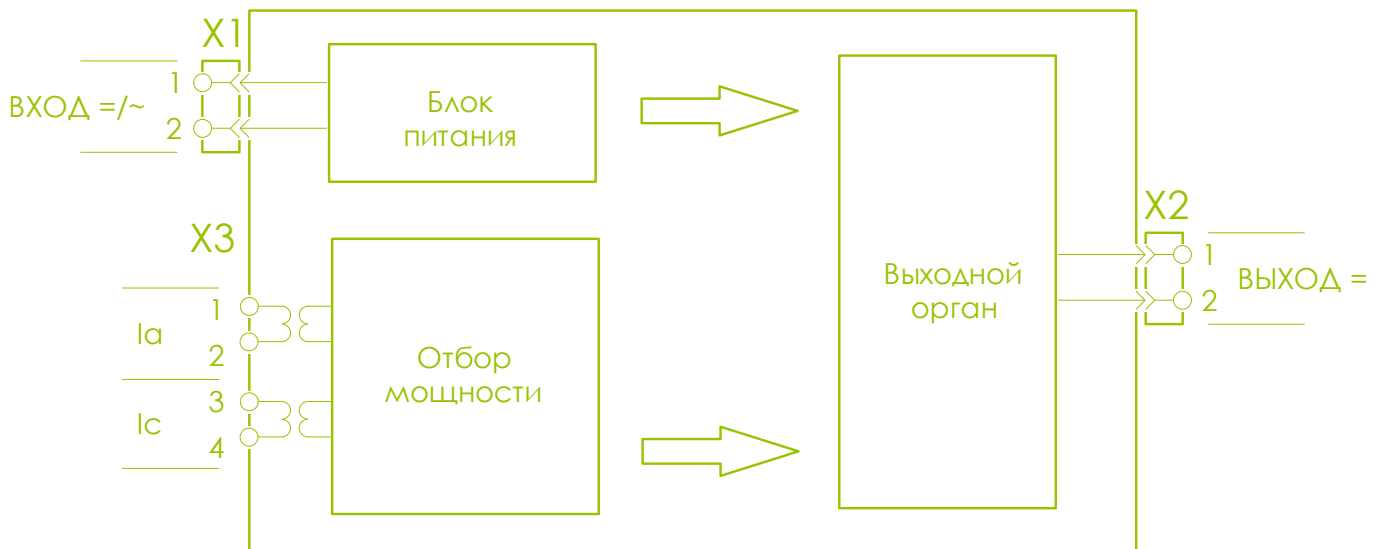 X1
1
ВХОД =/~
2
Блок
питания
X3
1
Ia
2
3
Ic
4
Отбор
мощности
Выходной
орган
X2
1
ВЫХОД =
2